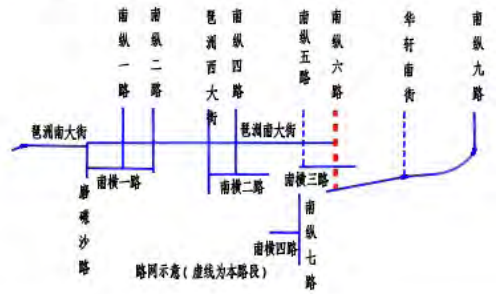 南纵一路
南纵二路
琶洲西大街
南纵四路
南纵五路
南纵六路
华轩南街
南纵九路
琶洲南大街
琶洲南大街
南横一路
南横二路
南横三路
磨碟沙路
南横四路
南纵七路
路网示意(虚线为本路段)